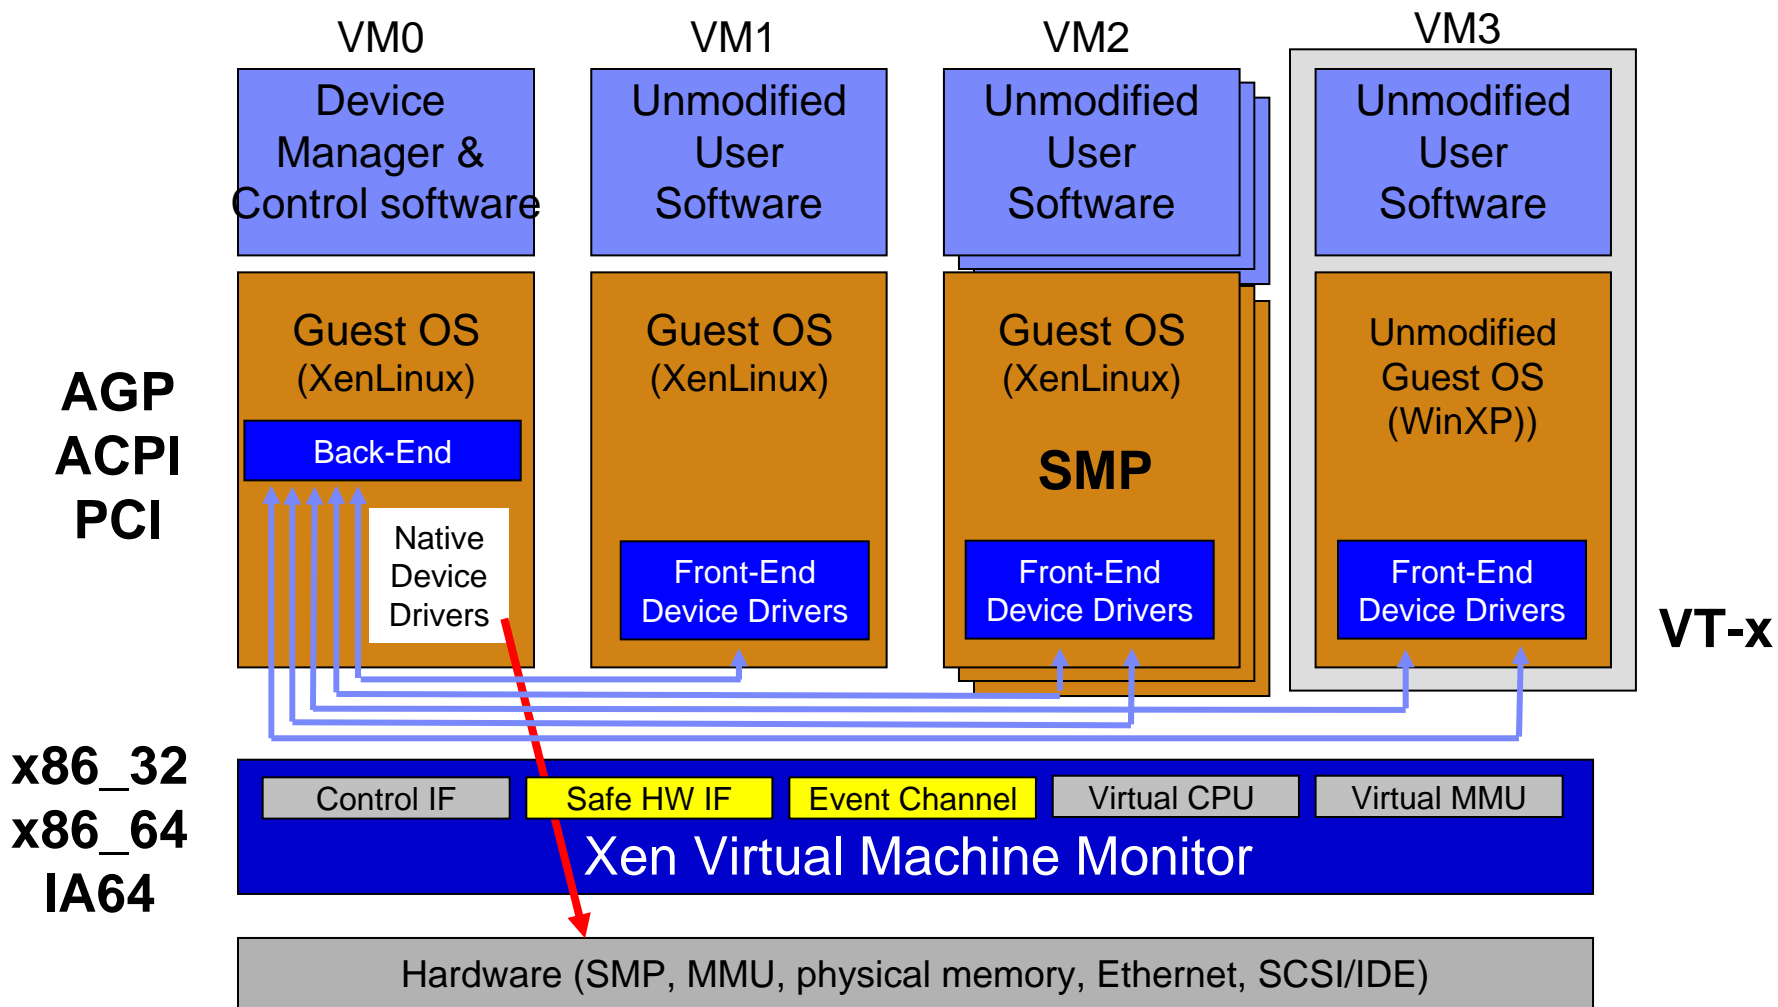 VM0
VM1
VM2
VM3
Device
Manager &
Control software
Unmodified
User
Software
Unmodified
User
Software
Unmodified
User
Software
Guest OS
(XenLinux)
Back-End
Native
Device
Drivers
Guest OS
(XenLinux)
Front-End
Device Drivers
Guest OS
(XenLinux)
SMP
Front-End
Device Drivers
Unmodified
Guest OS
(WinXP))
Front-End
Device Drivers
AGP
ACPI
PCI
VT-x
x86_32
x86_64
IA64
Control IF
Safe HW IF
Event Channel
Virtual CPU
Virtual MMU
Xen Virtual Machine Monitor
Hardware (SMP, MMU, physical memory, Ethernet, SCSI/IDE)